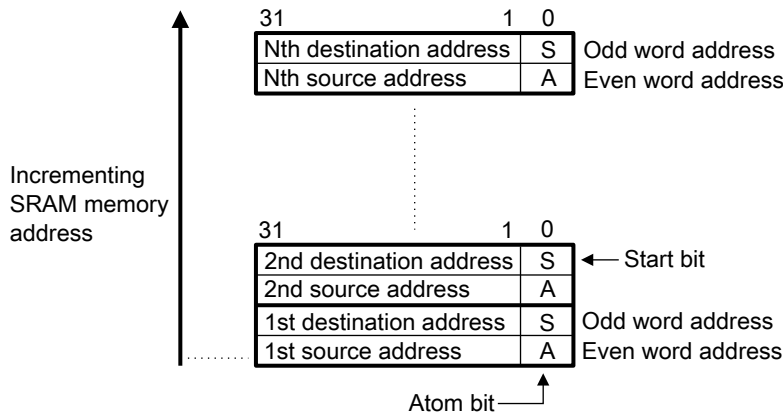 31 1 0
Nth destination address S Odd word address
Nth source address A Even word address
Incrementing
SRAM memory
address
31 1 0
2nd destination address S Start bit
2nd source address A
1st destination address S Odd word address
1st source address A Even word address
Atom bit